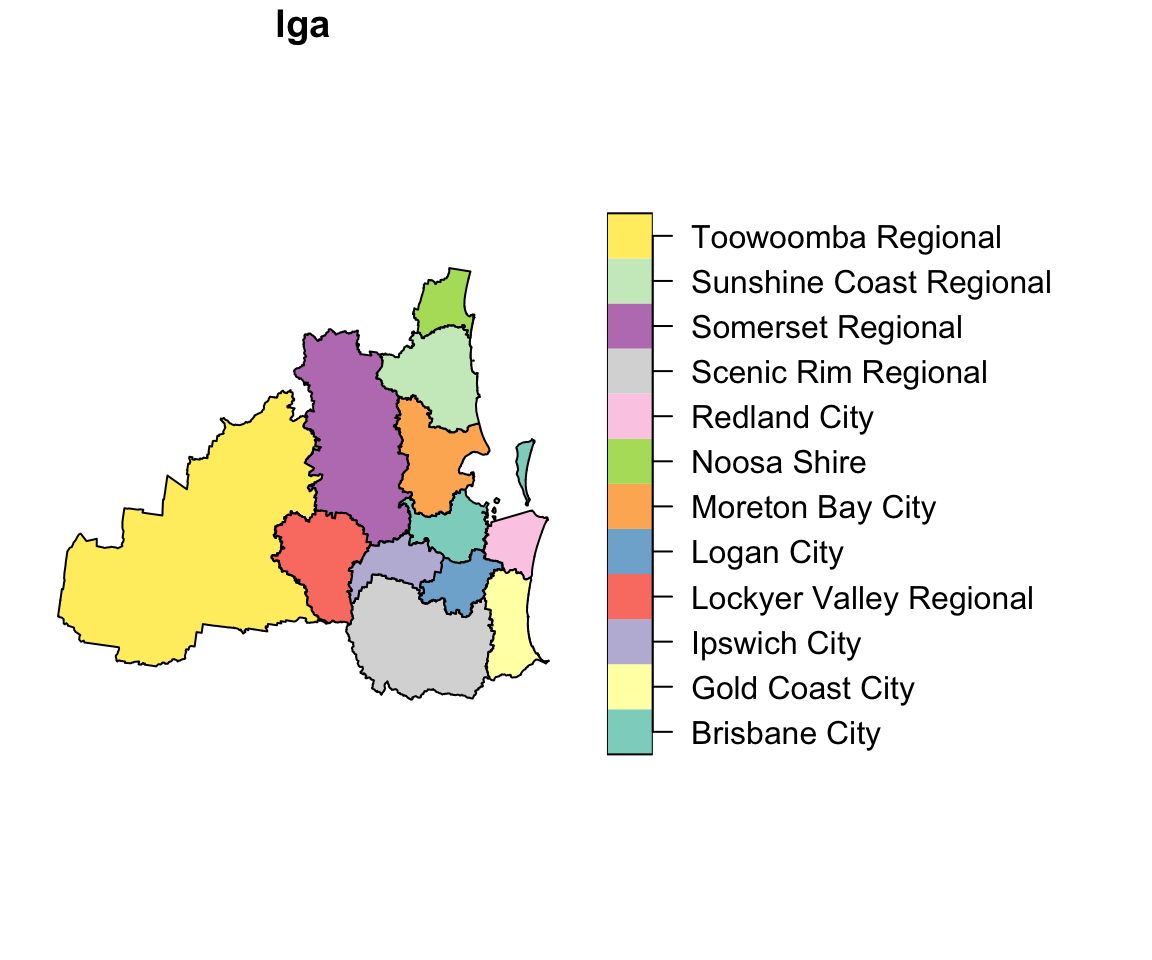 lga
Toowoomba Regional
Sunshine Coast Regional
Somerset Regional
Scenic Rim Regional
Redland City
Noosa Shire
Moreton Bay City
Logan City
Lockyer Valley Regional
Ipswich City
Gold Coast City
Brisbane City